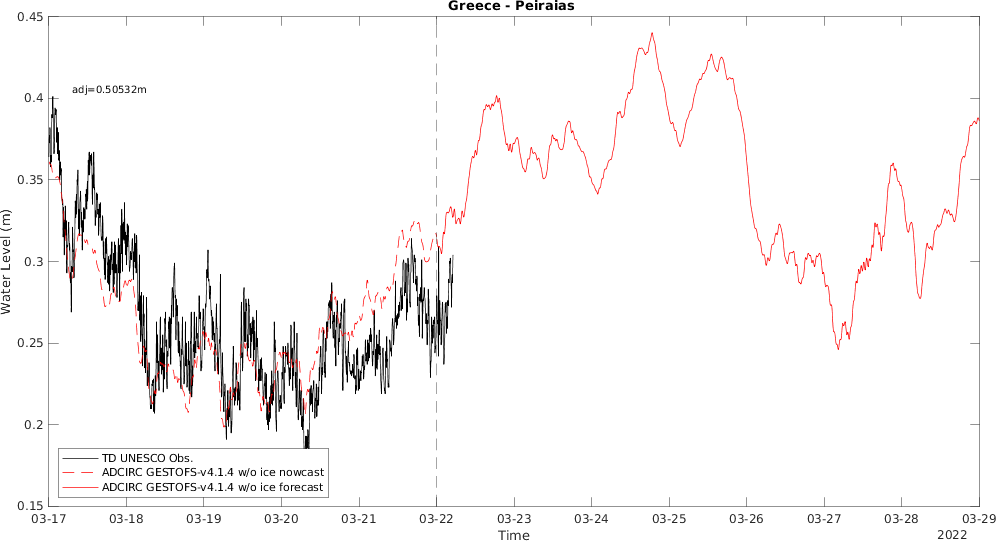 Greece - Peiraias
0.45
0.4
0.35
0.3
0.25
0.2
0.15
Water Level (m)
adj=0.50532m
TD UNESCO Obs.
ADCIRC GESTOFS-v4.1.4 w/o ice nowcast
ADCIRC GESTOFS-v4.1.4 w/o ice forecast
03-17 03-18 03-19 03-20 03-21 03-22 03-23 03-24 03-25 03-26 03-27 03-28 03-29
Time
2022